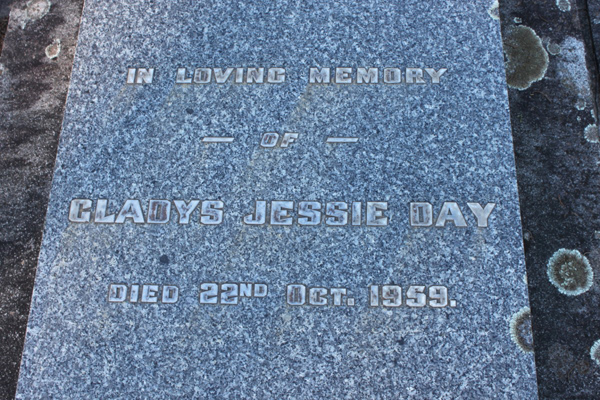 IN LOVING MEMORY
— OF —
GLADYS JESSIE DAY
DIED 22ND OCT. 1959.